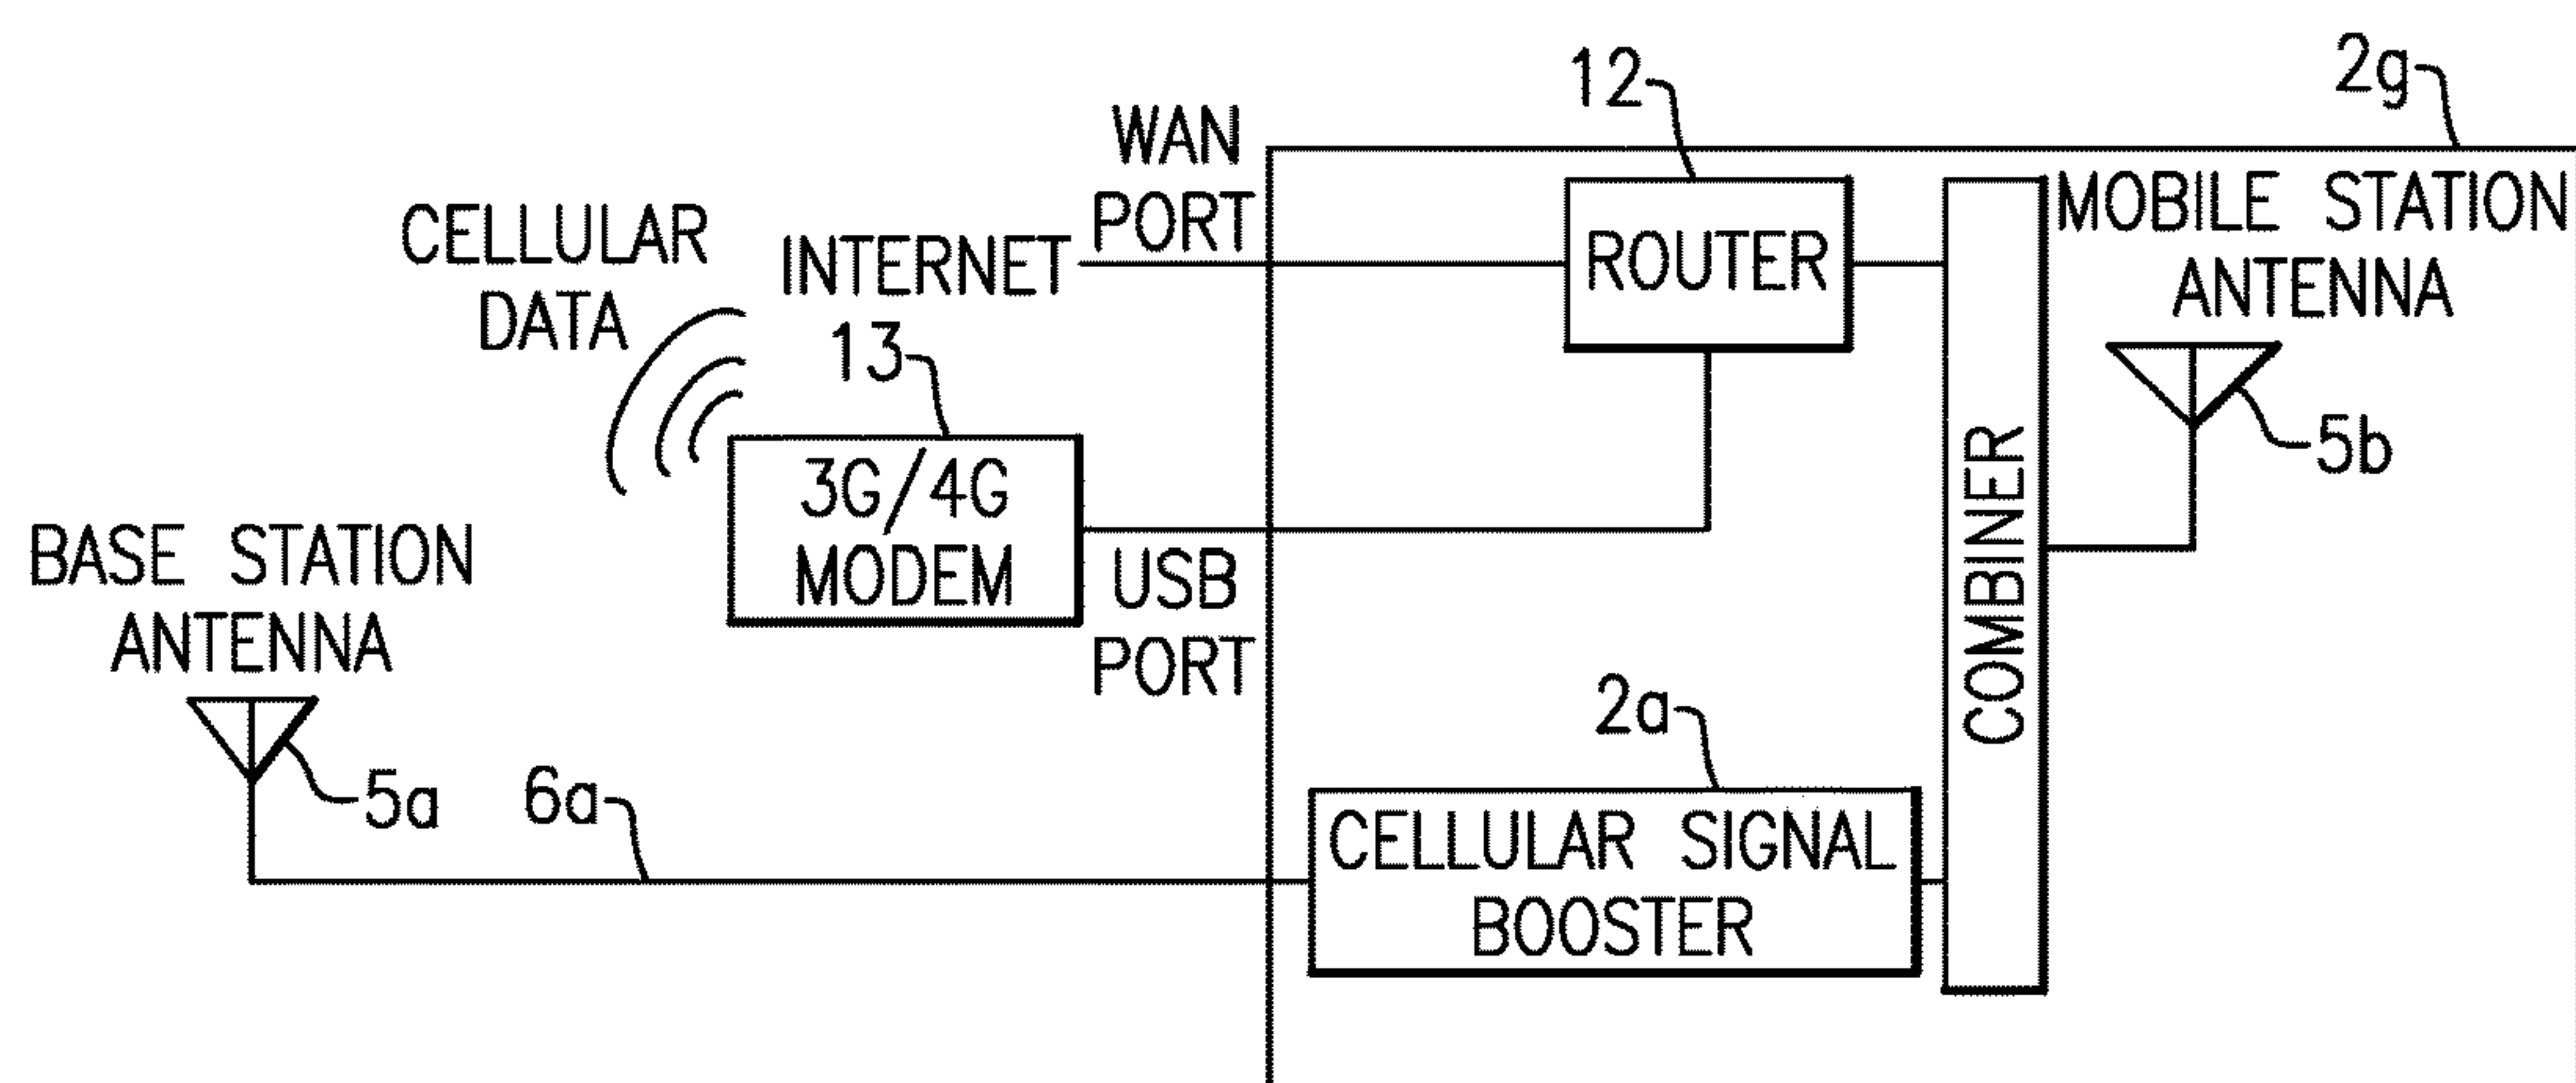 2g
12
WAN
PORT
CELLULAR
DATA
INTERNET
ROUTER
MOBILE STATION
ANTENNA
13
5b
3G/4G
MODEM
USB
PORT
BASE STATION
ANTENNA
COMBINER
5a
6a
2a
CELLULAR SIGNAL
BOOSTER